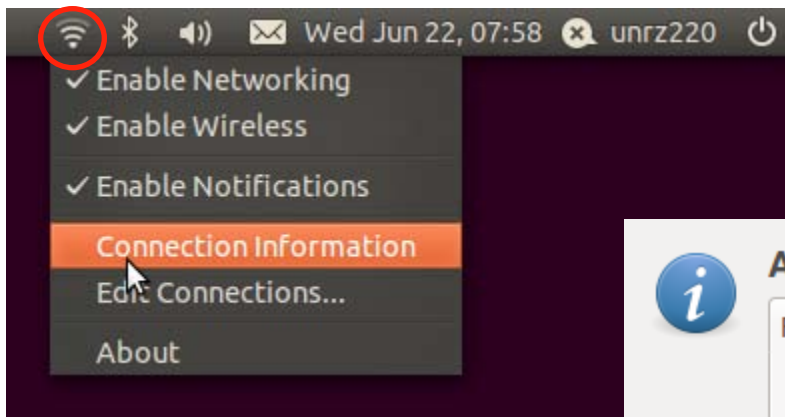 Wed Jun 22, 07:58 unrz220
Enable Networking
Enable Wireless
Enable Notifications
Connection Information
Edit Connections...
About